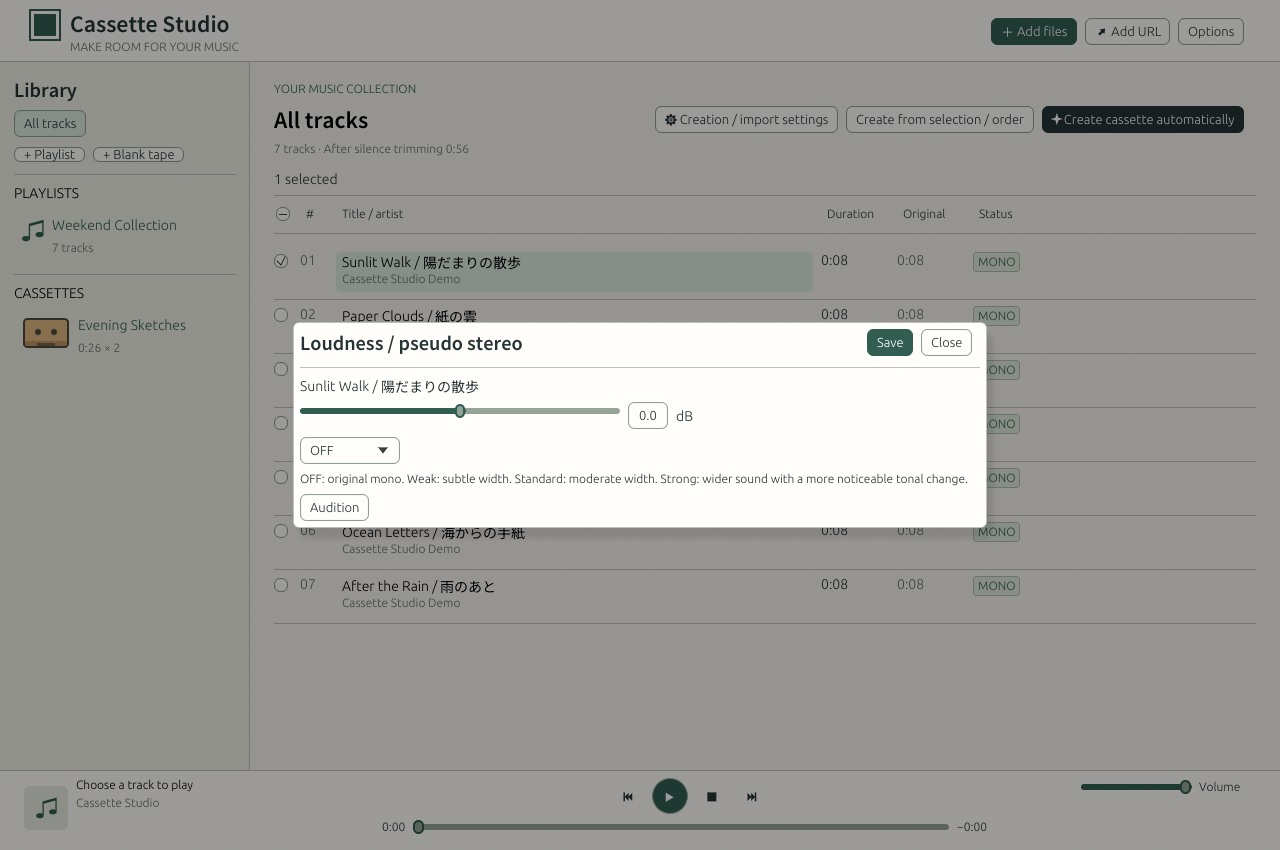 Cassette Studio
MAKE ROOM FOR YOUR MUSIC
+ Add files
Add URL
Options
Library
All tracks
+ Playlist
+ Blank tape
PLAYLISTS
Weekend Collection
7 tracks
CASSETTES
Evening Sketches
0:26 × 2
YOUR MUSIC COLLECTION
All tracks
Creation / import settings
Create from selection / order
Create cassette automatically
7 tracks · After silence trimming 0:56
1 selected
# Title / artist Duration Original Status
01 Sunlit Walk / 陽だまりの散歩 0:08 0:08 MONO
Cassette Studio Demo
02 Paper Clouds / 紙の雲 0:08 0:08 MONO
Loudness / pseudo stereo
Save
Close
Sunlit Walk / 陽だまりの散歩
0.0 dB
OFF
OFF: original mono. Weak: subtle width. Standard: moderate width. Strong: wider sound with a more noticeable tonal change.
Audition
06 Ocean Letters / 海からの手紙 0:08 0:08 MONO
Cassette Studio Demo
07 After the Rain / 雨のあと 0:08 0:08 MONO
Cassette Studio Demo
Choose a track to play
Cassette Studio
0:00
−0:00
Volume